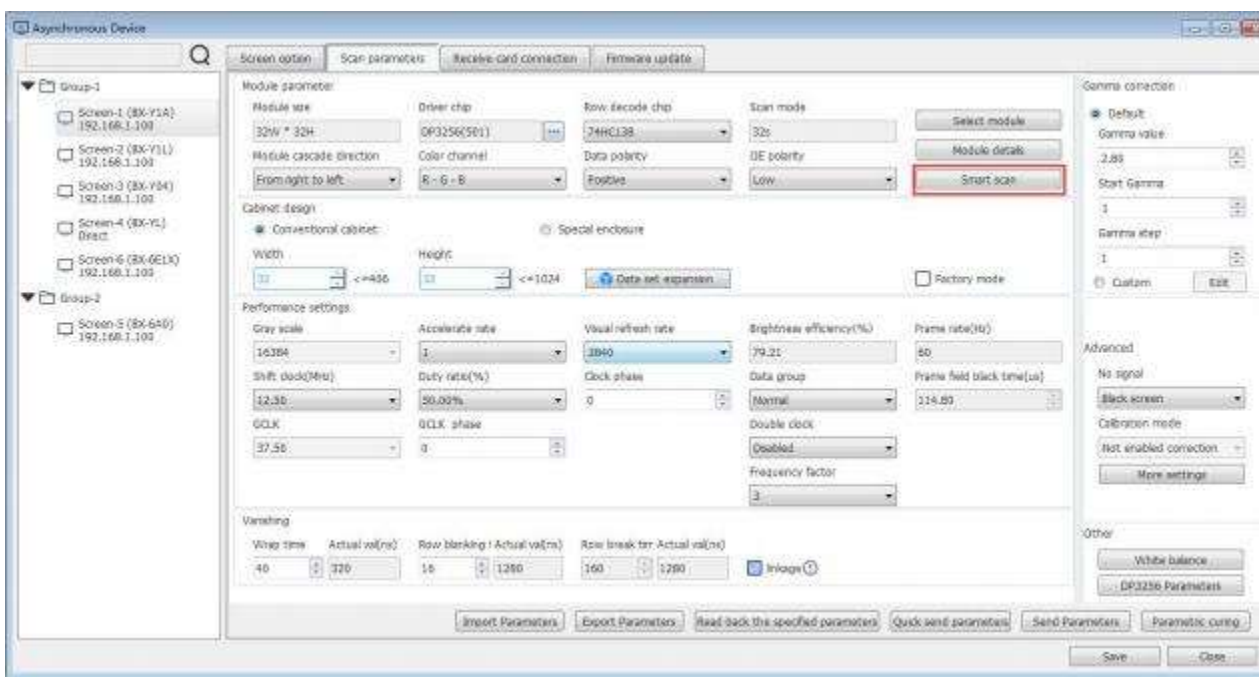 Asynchronous Device
Screen option Scan parameters Receive card connection Firmware update
Group-1
Screen-1 (BX-Y1A)
192.168.1.100
Screen-2 (BX-Y1L)
192.168.1.100
Screen-3 (BX-Y04)
192.168.1.100
Screen-4 (BX-YL)
Direct
Screen-6 (BX-6E1X)
192.168.1.100
Group-2
Screen-5 (BX-6A0)
192.168.1.100
Module parameter
Module size Driver chip Row decode chip Scan mode
32W * 32H 74HC138 32s
Select module
Module cascade direction Color channel Data polarity OE polarity
Module details
From right to left R - G - B Positive Low
Smart scan
Cabinet design
Conventional cabinet Special enclosure
Width Height
32 <=406 32 <=1024 Data set expansion Factory mode
Performance settings
Gray scale Accelerate rate Visual refresh rate Brightness efficiency(%) Frame rate(Hz)
16384 1 3840 79.21 60
Shift clock(MHz) Duty ratio(%) Clock phase Data group Frame field black time(us)
12.50 50.00% 0 Normal 114.80
GCLK GCLK phase Double clock
37.50 0 Disabled
Frequency factor
3
Vanishing
Wrap time Actual val(ns) Row blanking t Actual val(ns) Row break tim Actual val(ns)
40 320 16 1280 160 1280 linkage
Gamma correction
Default
Gamma value
2.80
Start Gamma
1
Gamma step
1
Custom Edit
Advanced
No signal
Black screen
Calibration mode
Not enabled correction
More settings
Other
White balance
DP3256 Parameters
Import Parameters Export Parameters Read back the specified parameters Quick send parameters Send Parameters Parametric curing
Save Close